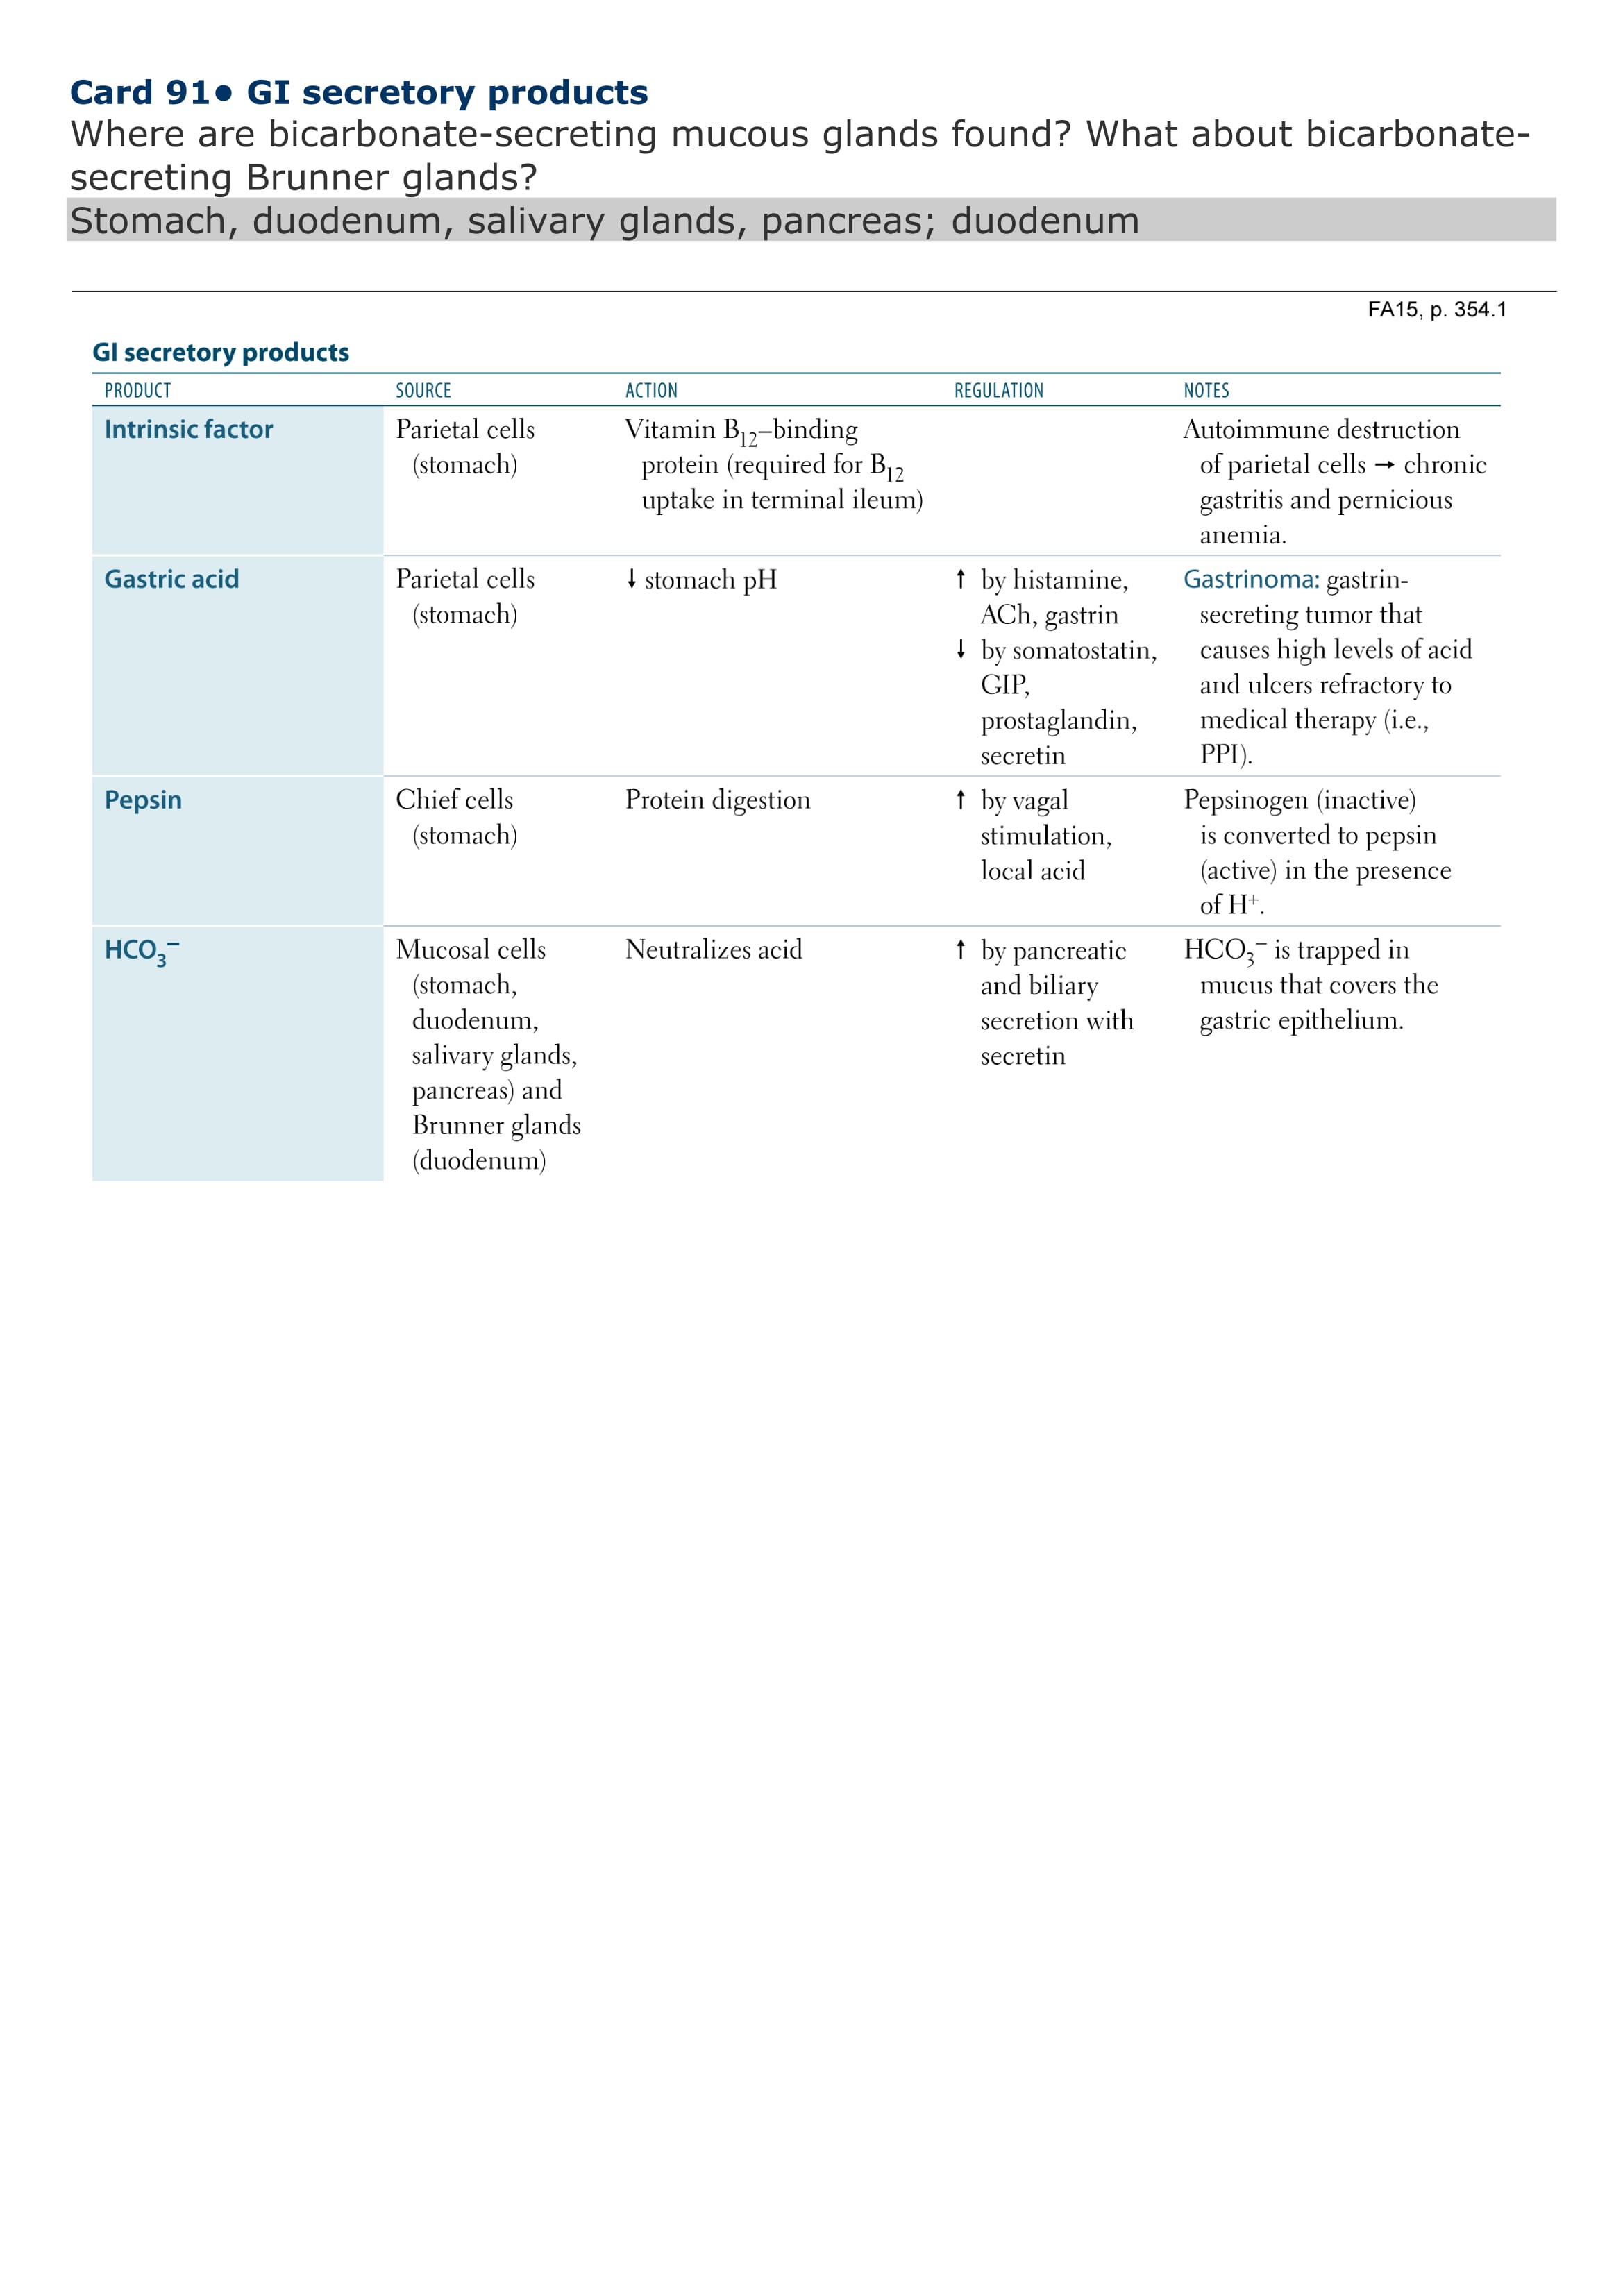 Card 91● GI secretory products
Where are bicarbonate-secreting mucous glands found? What about bicarbonate-
secreting Brunner glands?
Stomach, duodenum, salivary glands, pancreas; duodenum
FA15, p. 354.1
GI secretory products
PRODUCT SOURCE ACTION REGULATION NOTES
Intrinsic factor Parietal cells Vitamin B12–binding Autoimmune destruction
(stomach) protein (required for B12 of parietal cells → chronic
uptake in terminal ileum) gastritis and pernicious
anemia.
Gastric acid Parietal cells ↓ stomach pH ↑ by histamine, Gastrinoma: gastrin-
(stomach) ACh, gastrin secreting tumor that
↓ by somatostatin, causes high levels of acid
GIP, and ulcers refractory to
prostaglandin, medical therapy (i.e.,
secretin PPI).
Pepsin Chief cells Protein digestion ↑ by vagal Pepsinogen (inactive)
(stomach) stimulation, is converted to pepsin
local acid (active) in the presence
of H+.
HCO3– Mucosal cells Neutralizes acid ↑ by pancreatic HCO3– is trapped in
(stomach, and biliary mucus that covers the
duodenum, secretion with gastric epithelium.
salivary glands, secretin
pancreas) and
Brunner glands
(duodenum)